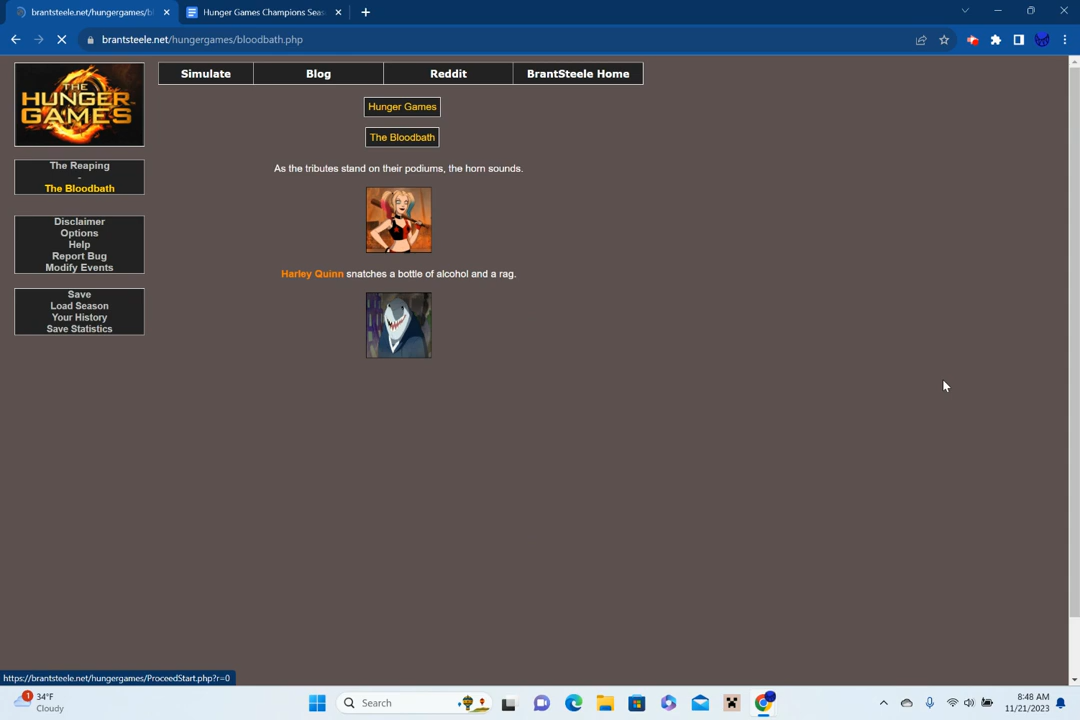 brantsteele.net/hungergames/bl
Hunger Games Champions Seas
brantsteele.net/hungergames/bloodbath.php
THE HUNGER GAMES
Simulate
Blog
Reddit
BrantSteele Home
Hunger Games
The Bloodbath
The Reaping
-
The Bloodbath
As the tributes stand on their podiums, the horn sounds.
Disclaimer
Options
Help
Report Bug
Modify Events
Harley Quinn snatches a bottle of alcohol and a rag.
Save
Load Season
Your History
Save Statistics
https://brantsteele.net/hungergames/ProceedStart.php?r=0
1
34°F
Cloudy
Search
8:48 AM
11/21/2023